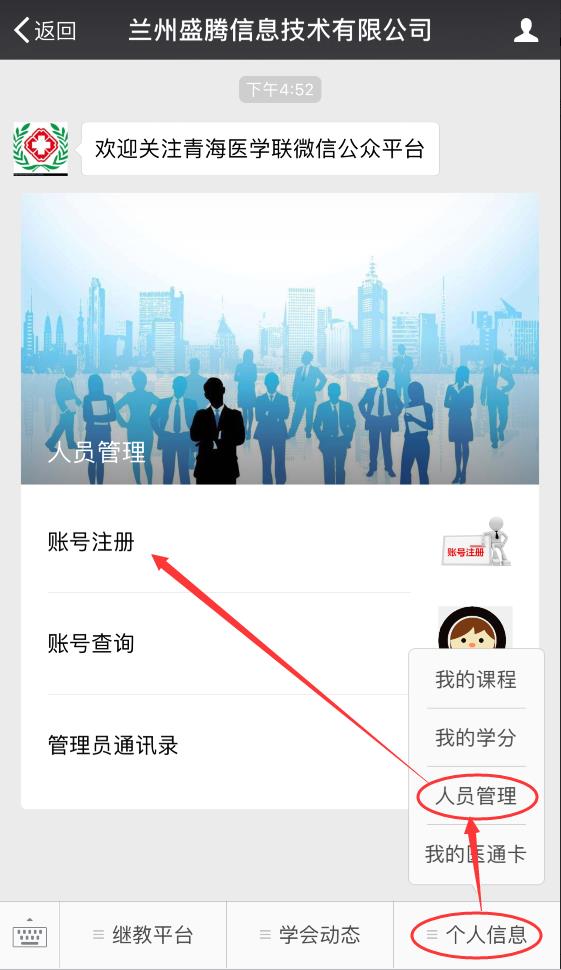 返回
兰州盛腾信息技术有限公司
下午4:52
欢迎关注青海医学联微信公众平台
人员管理
账号注册
账号注册
账号查询
管理员通讯录
我的课程
我的学分
人员管理
我的医通卡
继教平台
学会动态
个人信息